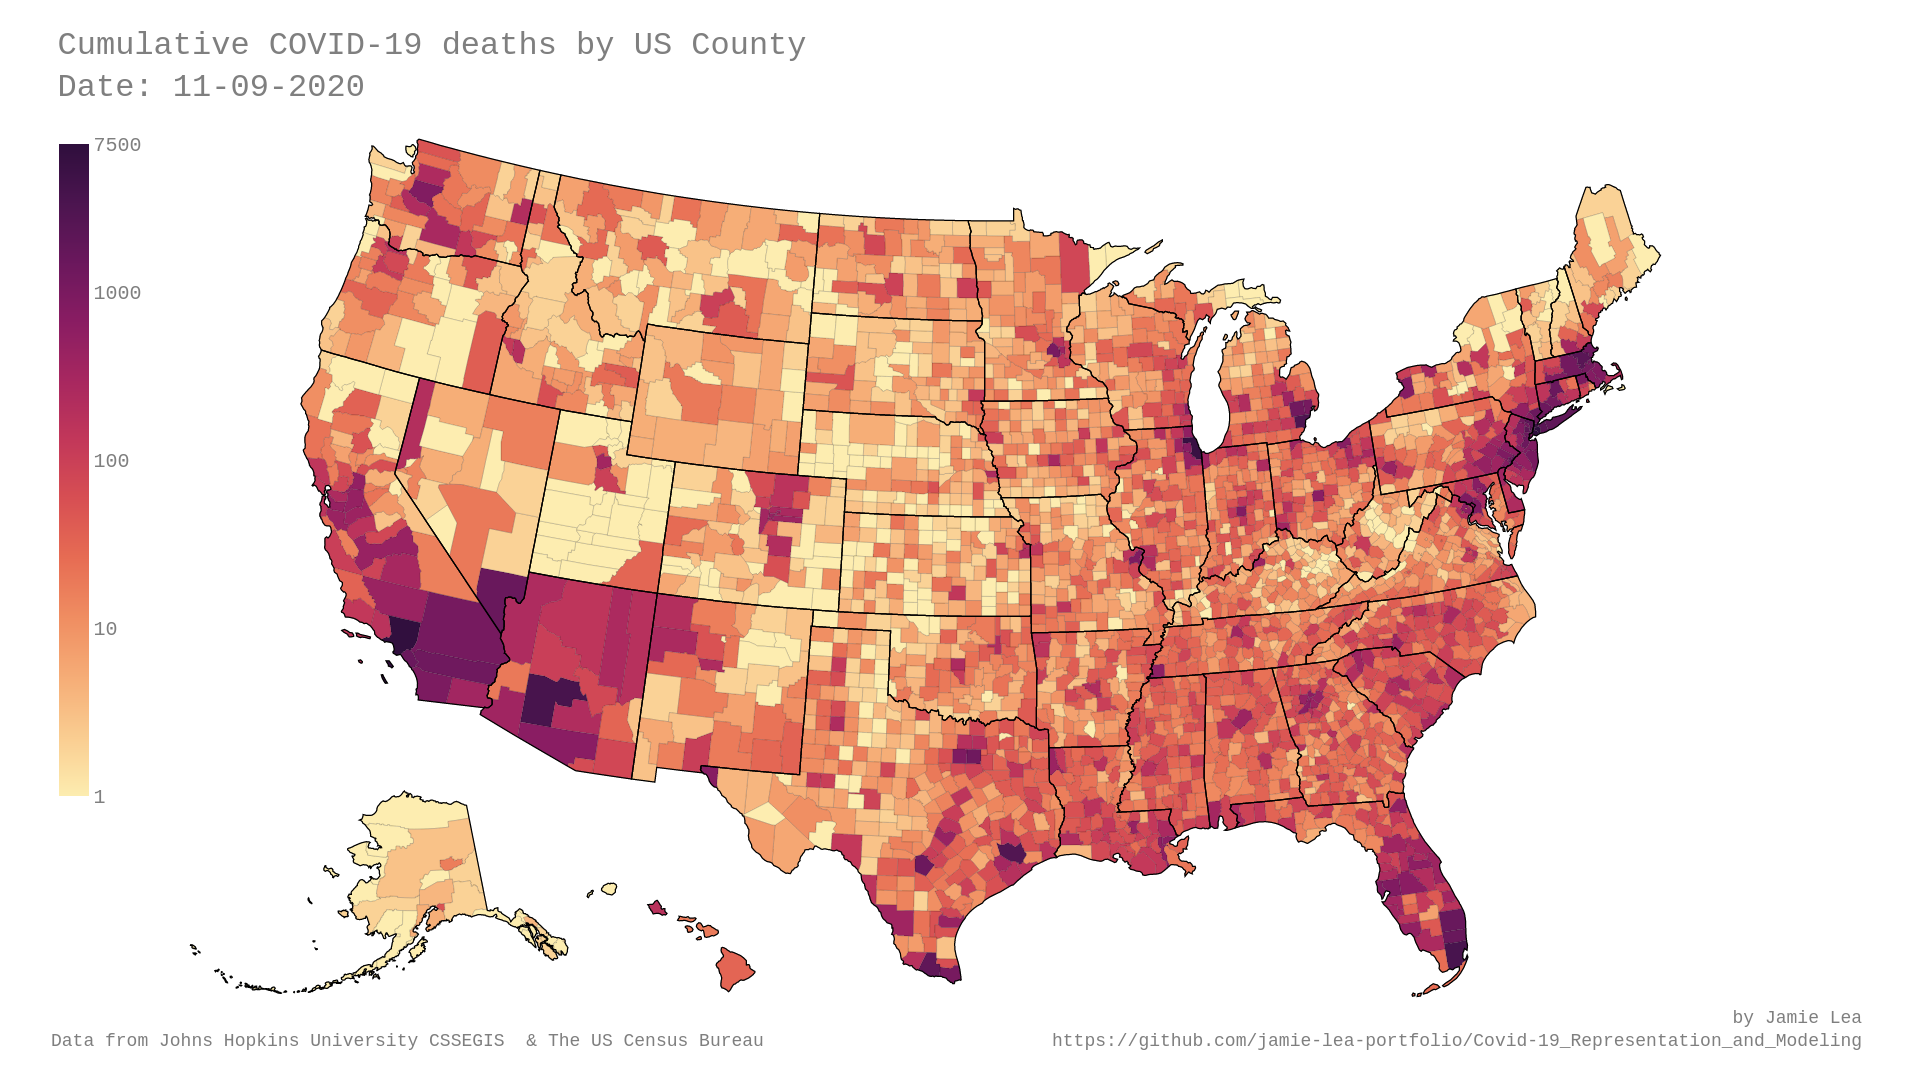 Cumulative COVID-19 deaths by US County
Date: 11-09-2020
7500
1000
100
10
1
by Jamie Lea
Data from Johns Hopkins University CSSEGIS  & The US Census Bureau
https://github.com/jamie-lea-portfolio/Covid-19_Representation_and_Modeling